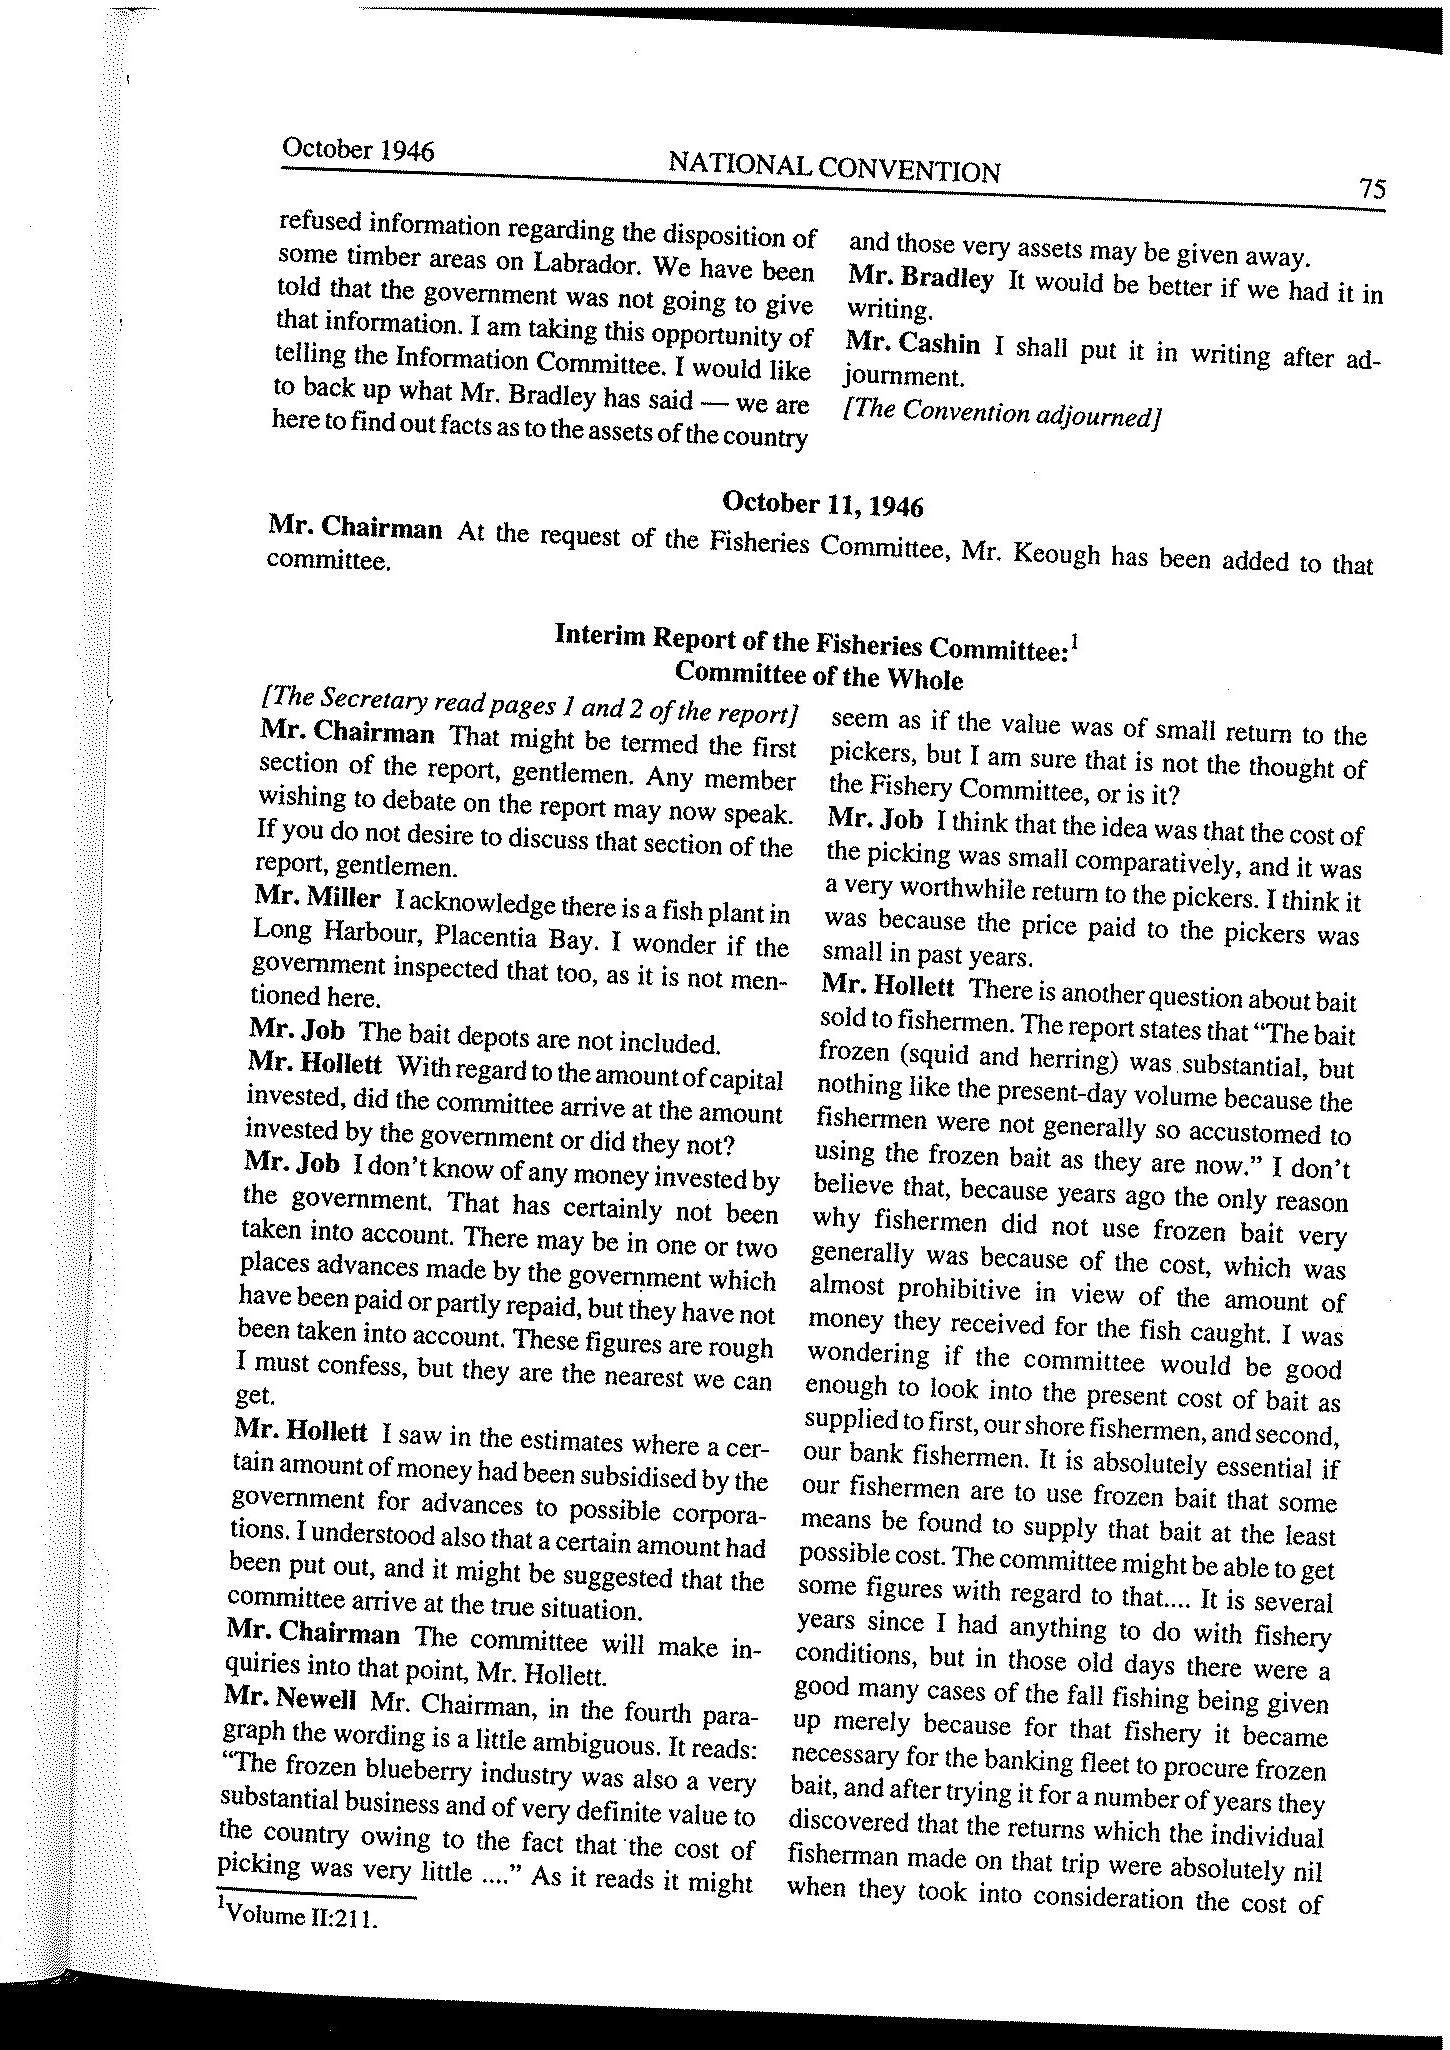 October 1946
NATIONAL CONVENTION
75
refused information regarding the disposition of
some timber areas on Labrador. We have been
told that the government was not going to give
that information. I am taking this opportunity of
telling the Information Committee. I would like
to back up what Mr. Bradley has said — we are
here to find out facts as to the assets of the country
and those very assets may be given away.
Mr. Bradley It would be better if we had it in
writing.
Mr. Cashin I shall put it in writing after ad-
journment.
[The Convention adjourned]
October 11, 1946
Mr. Chairman At the request of the Fisheries Committee, Mr. Keough has been added to that
committee.
Interim Report of the Fisheries Committee:1
Committee of the Whole
[The Secretary read pages 1 and 2 of the report]
Mr. Chairman That might be termed the first
section of the report, gentlemen. Any member
wishing to debate on the report may now speak.
If you do not desire to discuss that section of the
report, gentlemen.
Mr. Miller I acknowledge there is a fish plant in
Long Harbour, Placentia Bay. I wonder if the
government inspected that too, as it is not men-
tioned here.
Mr. Job The bait depots are not included.
Mr. Hollett With regard to the amount of capital
invested, did the committee arrive at the amount
invested by the government or did they not?
Mr. Job I don't know of any money invested by
the government. That has certainly not been
taken into account. There may be in one or two
places advances made by the government which
have been paid or partly repaid, but they have not
been taken into account. These figures are rough
I must confess, but they are the nearest we can
get.
Mr. Hollett I saw in the estimates where a cer-
tain amount of money had been subsidised by the
government for advances to possible corpora-
tions. I understood also that a certain amount had
been put out, and it might be suggested that the
committee arrive at the true situation.
Mr. Chairman The committee will make in-
quiries into that point, Mr. Hollett.
Mr. Newell Mr. Chairman, in the fourth para-
graph the wording is a little ambiguous. It reads:
"The frozen blueberry industry was also a very
substantial business and of very definite value to
the country owing to the fact that the cost of
picking was very little ...." As it reads it might
seem as if the value was of small return to the
pickers, but I am sure that is not the thought of
the Fishery Committee, or is it?
Mr. Job I think that the idea was that the cost of
the picking was small comparatively, and it was
a very worthwhile return to the pickers. I think it
was because the price paid to the pickers was
small in past years.
Mr. Hollett There is another question about bait
sold to fishermen. The report states that "The bait
frozen (squid and herring) was substantial, but
nothing like the present-day volume because the
fishermen were not generally so accustomed to
using the frozen bait as they are now." I don't
believe that, because years ago the only reason
why fishermen did not use frozen bait very
generally was because of the cost, which was
almost prohibitive in view of the amount of
money they received for the fish caught. I was
wondering if the committee would be good
enough to look into the present cost of bait as
supplied to first, our shore fishermen, and second,
our bank fishermen. It is absolutely essential if
our fishermen are to use frozen bait that some
means be found to supply that bait at the least
possible cost. The committee might be able to get
some figures with regard to that.... It is several
years since I had anything to do with fishery
conditions, but in those old days there were a
good many cases of the fall fishing being given
up merely because for that fishery it became
necessary for the banking fleet to procure frozen
bait, and after trying it for a number of years they
discovered that the returns which the individual
fisherman made on that trip were absolutely nil
when they took into consideration the cost of
1Volume II:211.